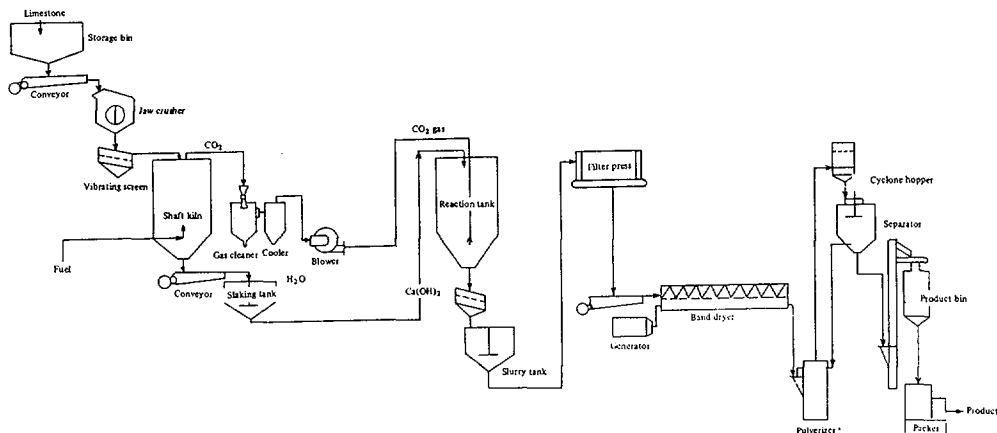 Limestone
Storage bin
Conveyor
Jaw crusher
Vibrating screen
CO2
Shaft kiln
Fuel
Gas cleaner
Cooler
Blower
Conveyor
Slaking tank
H2O
CO2 gas
Ca(OH)2
Reaction tank
Slurry tank
Filter press
Generator
Band dryer
Cyclone hopper
Separator
Pulverizer
Product bin
Packer
Product